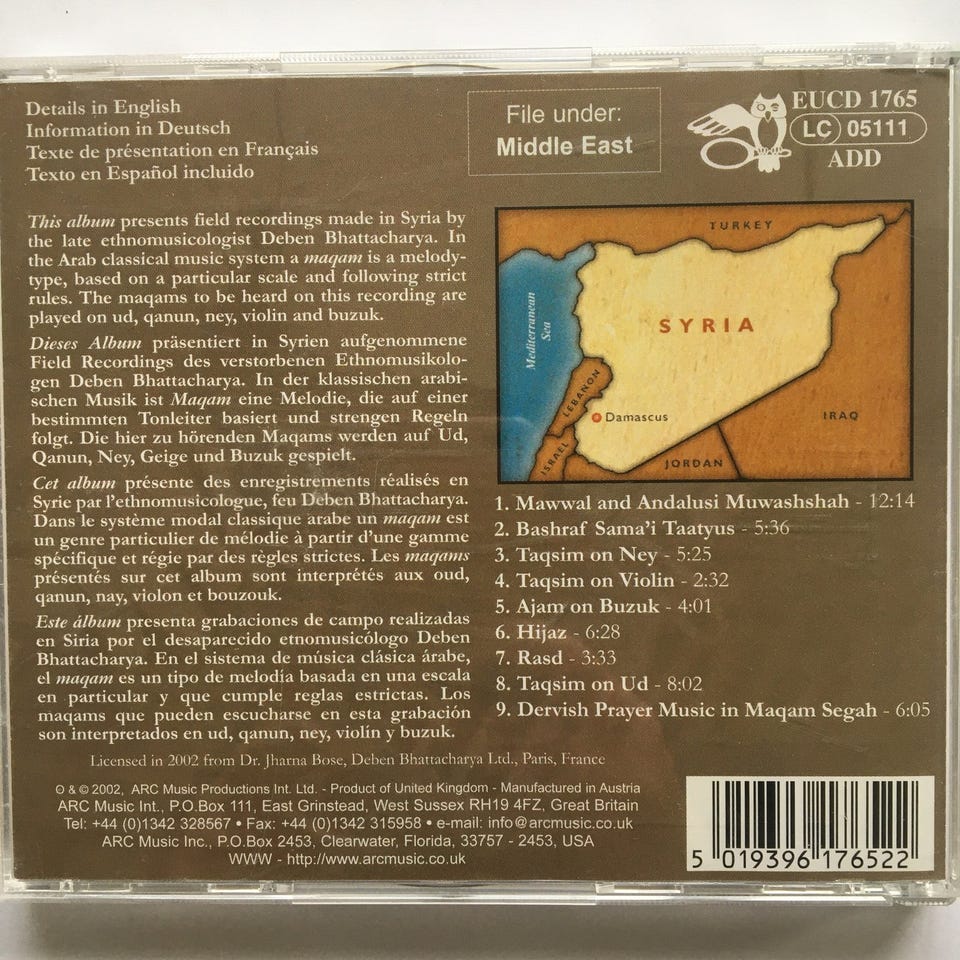 Details in English
Information in Deutsch
Texte de présentation en Français
Texto en Español incluido
File under:
Middle East
EUCD 1765
LC 05111
ADD
This album presents field recordings made in Syria by
the late ethnomusicologist Deben Bhattacharya. In
the Arab classical music system a maqam is a melody-
type, based on a particular scale and following strict
rules. The maqams to be heard on this recording are
played on ud, qanun, ney, violin and buzuk.
Dieses Album präsentiert in Syrien aufgenommene
Field Recordings des verstorbenen Ethnomusikolo-
gen Deben Bhattacharya. In der klassischen arabi-
schen Musik ist Maqam eine Melodie, die auf einer
bestimmten Tonleiter basiert und strengen Regeln
folgt. Die hier zu hörenden Maqams werden auf Ud,
Qanun, Ney, Geige und Buzuk gespielt.
Cet album présente des enregistrements réalisés en
Syrie par l'ethnomusicologue, feu Deben Bhattacharya.
Dans le système modal classique arabe un maqam est
un genre particulier de mélodie à partir d'une gamme
spécifique et régie par des règles strictes. Les maqams
présentés sur cet album sont interprétés aux oud,
qanun, nay, violon et bouzouk.
Este álbum presenta grabaciones de campo realizadas
en Siria por el desaparecido etnomusicólogo Deben
Bhattacharya. En el sistema de música clásica árabe,
el maqam es un tipo de melodía basada en una escala
en particular y que cumple reglas estrictas. Los
maqams que pueden escucharse en esta grabación
son interpretados en ud, qanun, ney, violín y buzuk.
TURKEY
Mediterranean
Sea
SYRIA
LEBANON
Damascus
IRAQ
ISRAEL
JORDAN
1. Mawwal and Andalusi Muwashshah - 12:14
2. Bashraf Sama'i Taatyus - 5:36
3. Taqsim on Ney - 5:25
4. Taqsim on Violin - 2:32
5. Ajam on Buzuk - 4:01
6. Hijaz - 6:28
7. Rasd - 3:33
8. Taqsim on Ud - 8:02
9. Dervish Prayer Music in Maqam Segah - 6:05
Licensed in 2002 from Dr. Jharna Bose, Deben Bhattacharya Ltd., Paris, France
℗ & © 2002, ARC Music Productions Int. Ltd. - Product of United Kingdom - Manufactured in Austria
ARC Music Int., P.O.Box 111, East Grinstead, West Sussex RH19 4FZ, Great Britain
Tel: +44 (0)1342 328567 • Fax: +44 (0)1342 315958 • e-mail: info@arcmusic.co.uk
ARC Music Inc., P.O.Box 2453, Clearwater, Florida, 33757 - 2453, USA
WWW - http://www.arcmusic.co.uk
5 019396 176522